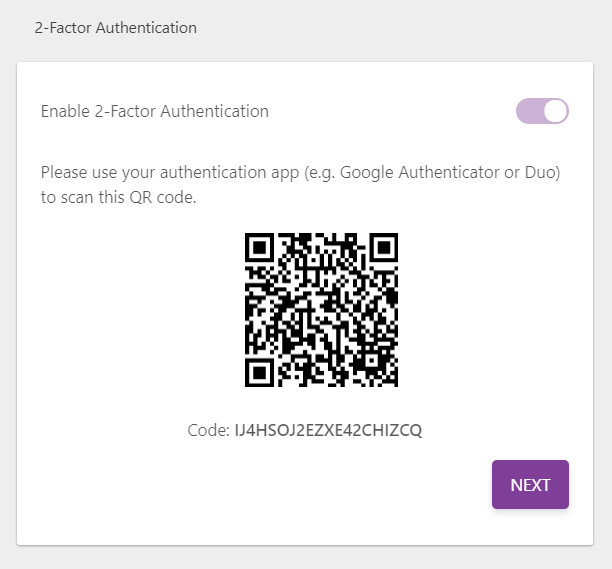 2-Factor Authentication
Enable 2-Factor Authentication
Please use your authentication app (e.g. Google Authenticator or Duo)
to scan this QR code.
Code: IJ4HSOJ2EZXE42CHIZCQ
NEXT